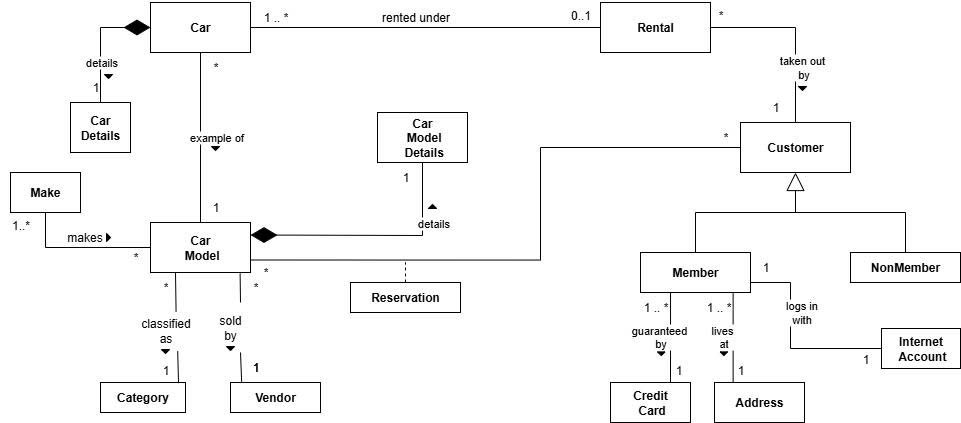 Car
1 .. *
rented under
0..1
Rental
*
details
1
Car
Details
*
example of
1
taken out
by
1
Car
Model
Details
1
details
*
Customer
Make
1..*
makes
*
Car
Model
*
Reservation
Member
1
NonMember
*
classified
as
1
Category
*
sold
by
1
Vendor
1 .. *
guaranteed
by
1
Credit
Card
1 .. *
lives
at
1
Address
logs in
with
1
Internet
Account